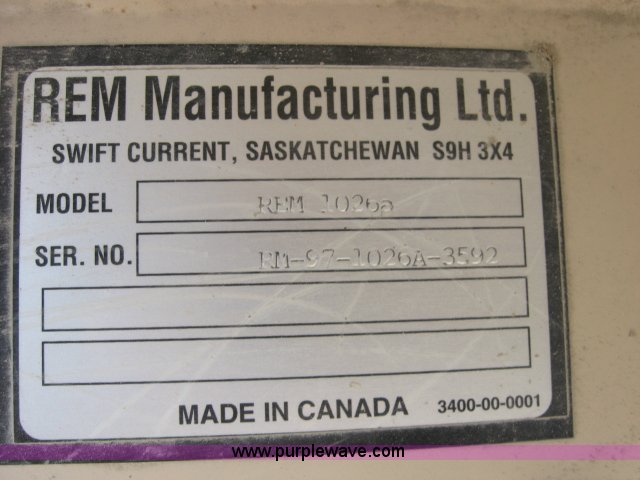 REM Manufacturing Ltd.
SWIFT CURRENT, SASKATCHEWAN S9H 3X4
MODEL REM 1026a
SER. NO. RM-97-1026A-3592
MADE IN CANADA 3400-00-0001
www.purplewave.com